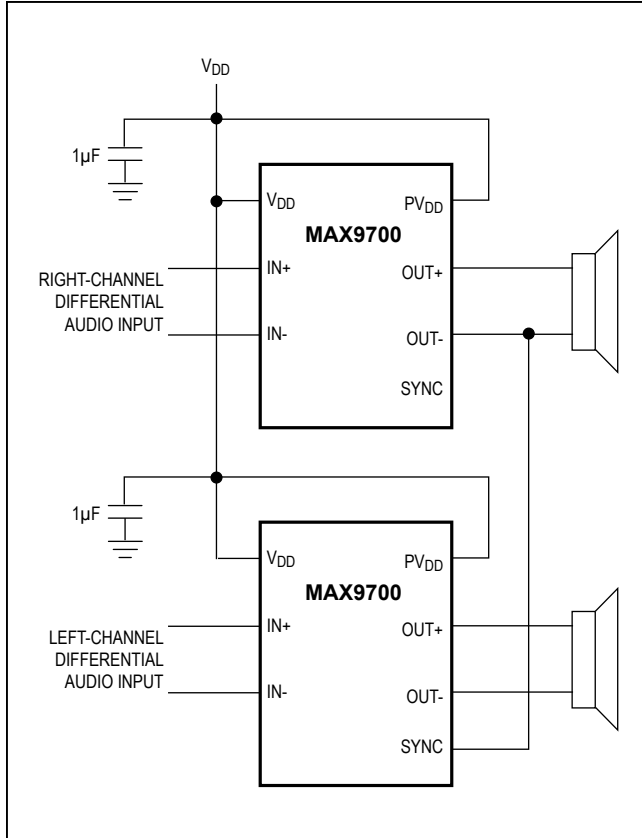 VDD
1µF
VDD
PVDD
MAX9700
IN+
OUT+
RIGHT-CHANNEL
DIFFERENTIAL
AUDIO INPUT
IN-
OUT-
SYNC
1µF
VDD
PVDD
MAX9700
IN+
OUT+
LEFT-CHANNEL
DIFFERENTIAL
AUDIO INPUT
IN-
OUT-
SYNC